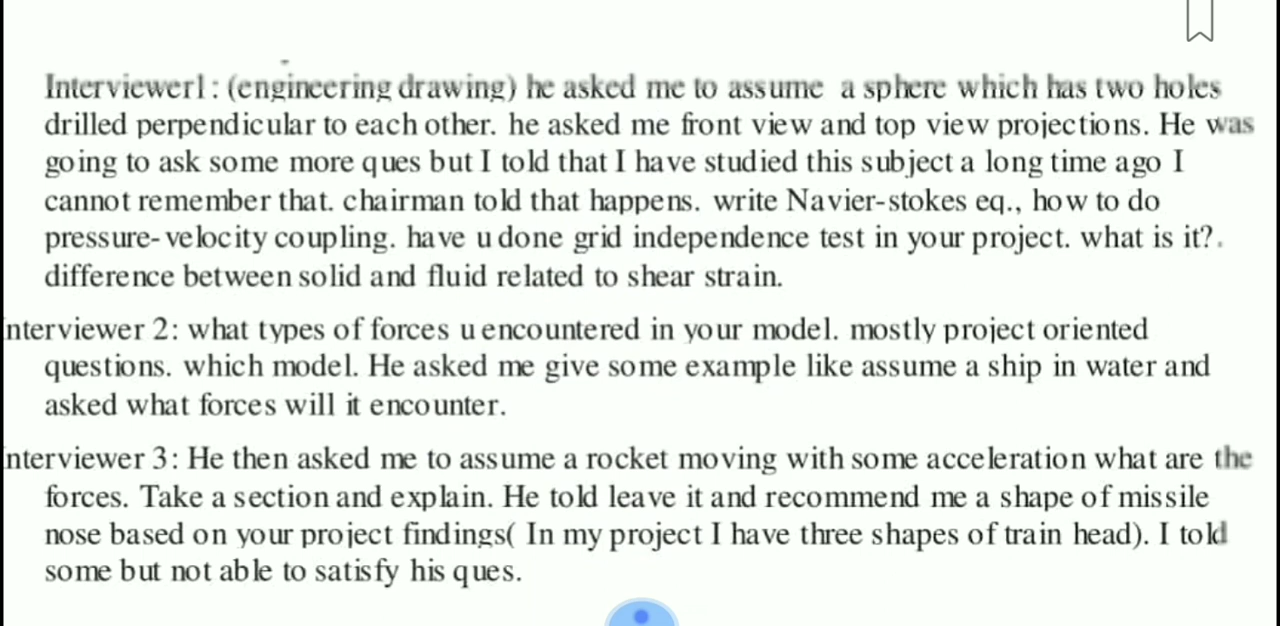 Interviewer1: (engineering drawing) he asked me to assume a sphere which has two holes
drilled perpendicular to each other. he asked me front view and top view projections. He was
going to ask some more ques but I told that I have studied this subject a long time ago I
cannot remember that. chairman told that happens. write Navier-stokes eq., how to do
pressure-velocity coupling. have u done grid independence test in your project. what is it?.
difference between solid and fluid related to shear strain.
nterviewer 2: what types of forces u encountered in your model. mostly project oriented
questions. which model. He asked me give some example like assume a ship in water and
asked what forces will it encounter.
nterviewer 3: He then asked me to assume a rocket moving with some acceleration what are the
forces. Take a section and explain. He told leave it and recommend me a shape of missile
nose based on your project findings( In my project I have three shapes of train head). I told
some but not able to satisfy his ques.